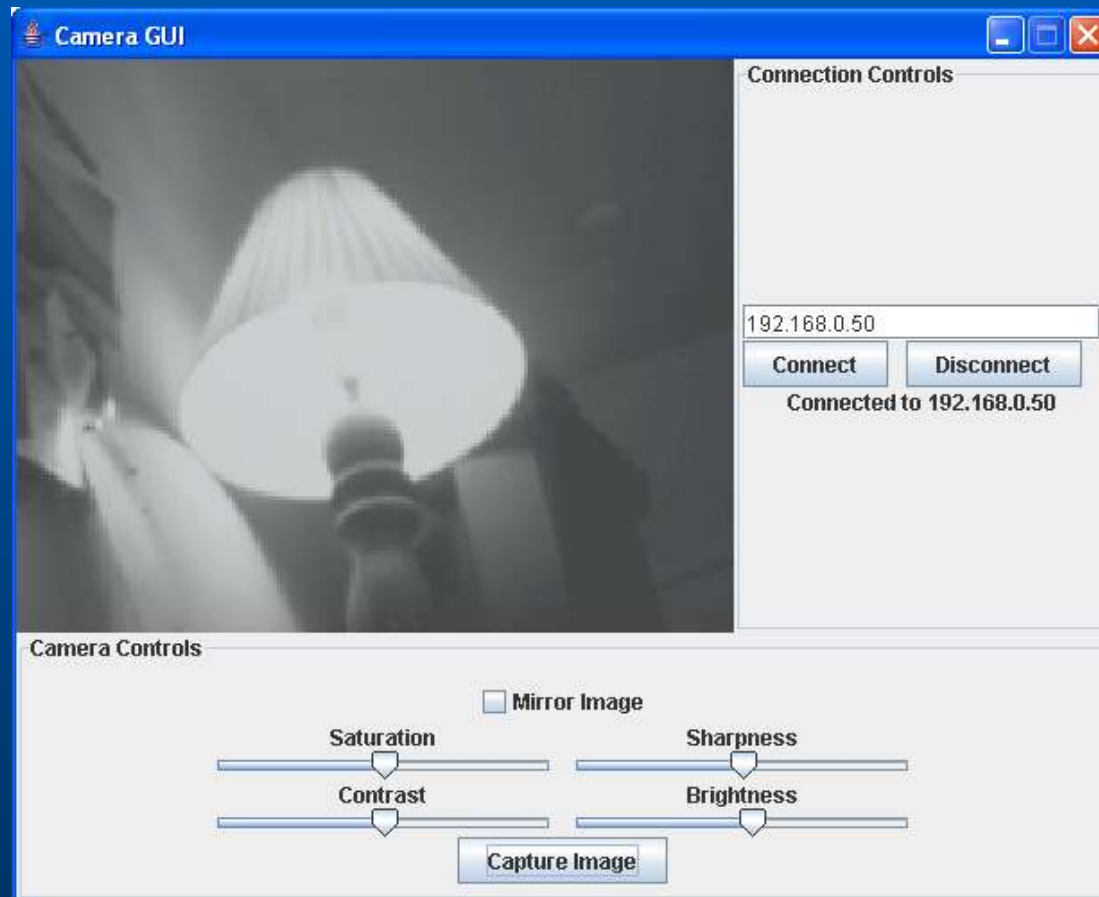 Camera GUI
Connection Controls
192.168.0.50
Connect Disconnect
Connected to 192.168.0.50
Camera Controls
Mirror Image
Saturation Sharpness
Contrast Brightness
Capture Image